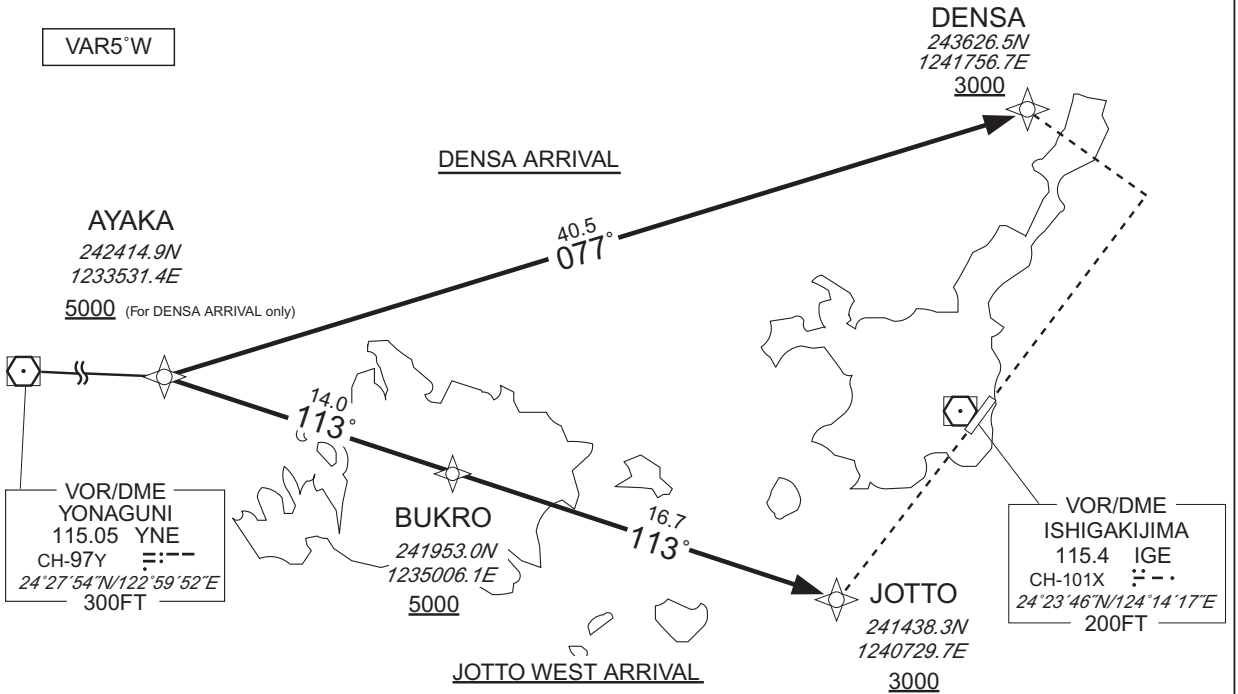 VAR5°W
DENSA
243626.5N
1241756.7E
3000
DENSA ARRIVAL
40.5
077°
AYAKA
242414.9N
1233531.4E
5000 (For DENSA ARRIVAL only)
14.0
113°
VOR/DME
YONAGUNI
115.05 YNE
CH-97Y
24°27´54˝N/122°59´52˝E
300FT
BUKRO
241953.0N
1235006.1E
5000
16.7
113°
JOTTO
241438.3N
1240729.7E
3000
VOR/DME
ISHIGAKIJIMA
115.4 IGE
CH-101X
24°23´46˝N/124°14´17˝E
200FT
JOTTO WEST ARRIVAL